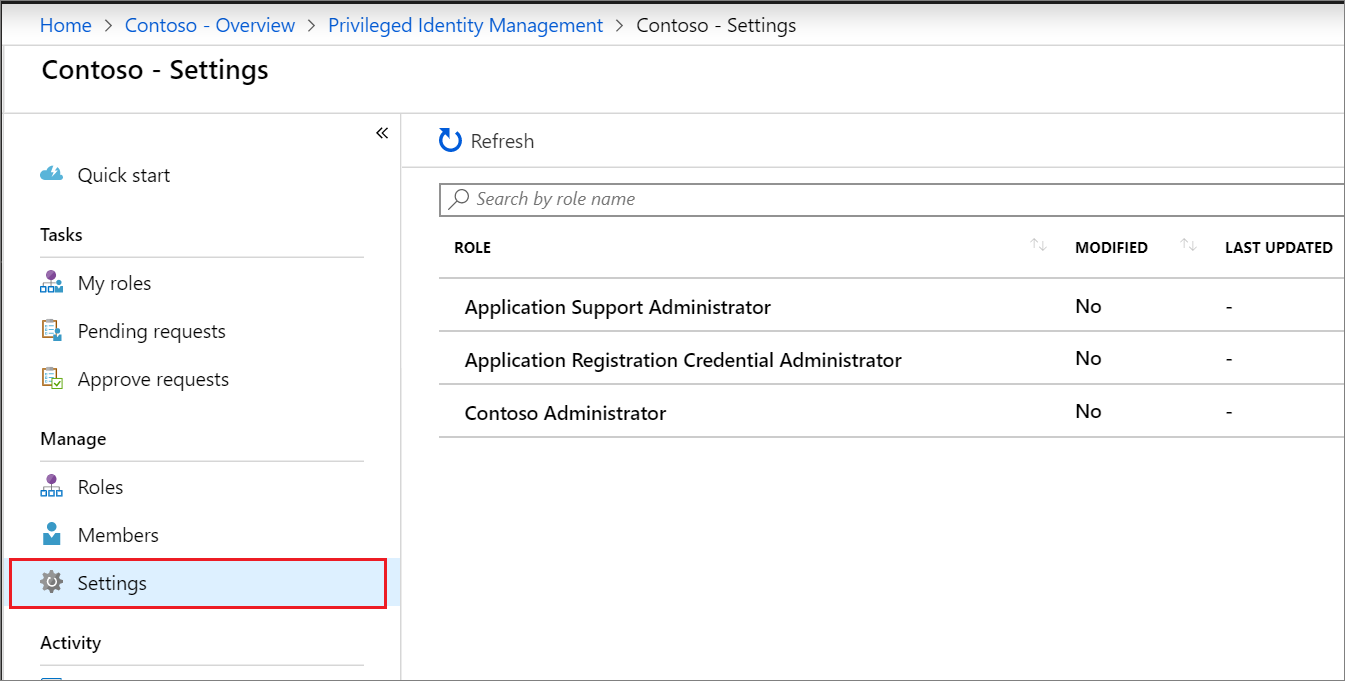 Home > Contoso - Overview > Privileged Identity Management > Contoso - Settings
Contoso - Settings
«
Quick start
Tasks
My roles
Pending requests
Approve requests
Manage
Roles
Members
Settings
Activity
Refresh
Search by role name
ROLE ↑↓ MODIFIED ↑↓ LAST UPDATED
Application Support Administrator No -
Application Registration Credential Administrator No -
Contoso Administrator No -